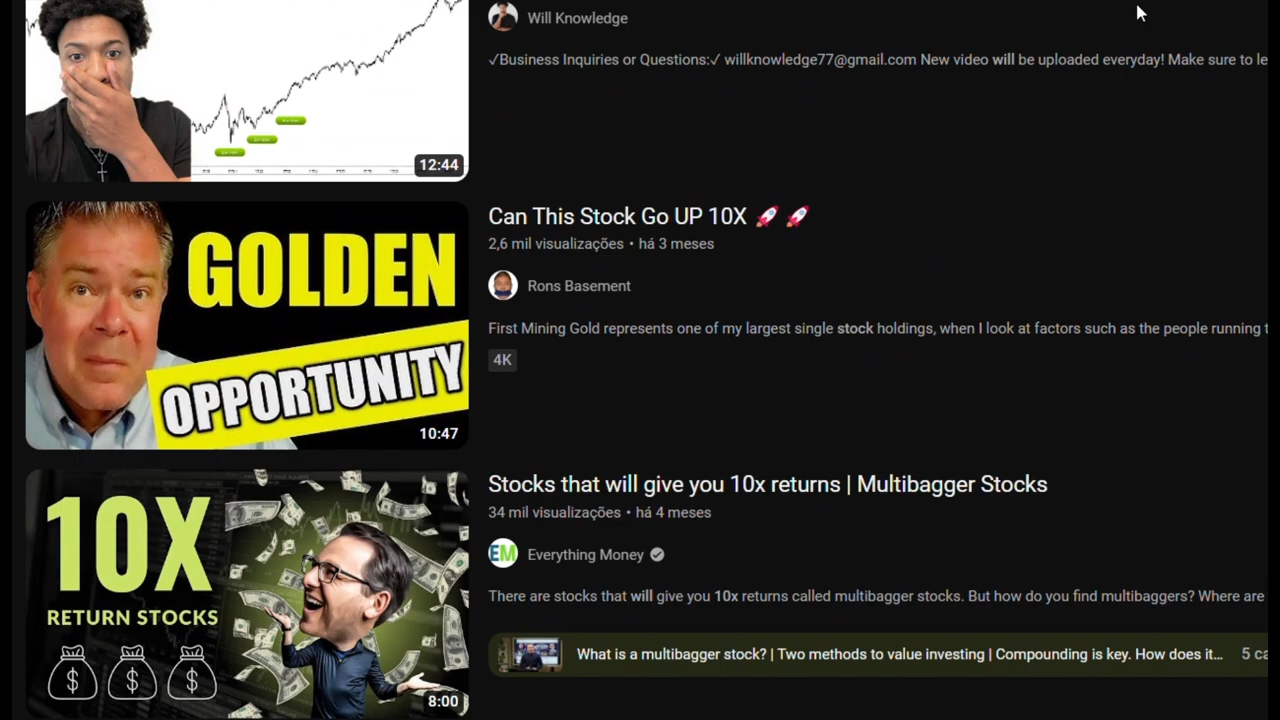 Will Knowledge
✓Business Inquiries or Questions:✓ willknowledge77@gmail.com New video will be uploaded everyday! Make sure to le
12:44
Can This Stock Go UP 10X 🚀 🚀
2,6 mil visualizações • há 3 meses
Rons Basement
First Mining Gold represents one of my largest single stock holdings, when I look at factors such as the people running t
4K
GOLDEN
OPPORTUNITY
10:47
Stocks that will give you 10x returns | Multibagger Stocks
34 mil visualizações • há 4 meses
EM Everything Money
There are stocks that will give you 10x returns called multibagger stocks. But how do you find multibaggers? Where are
What is a multibagger stock? | Two methods to value investing | Compounding is key. How does it... 5 ca
10X
RETURN STOCKS
$ $ $
8:00